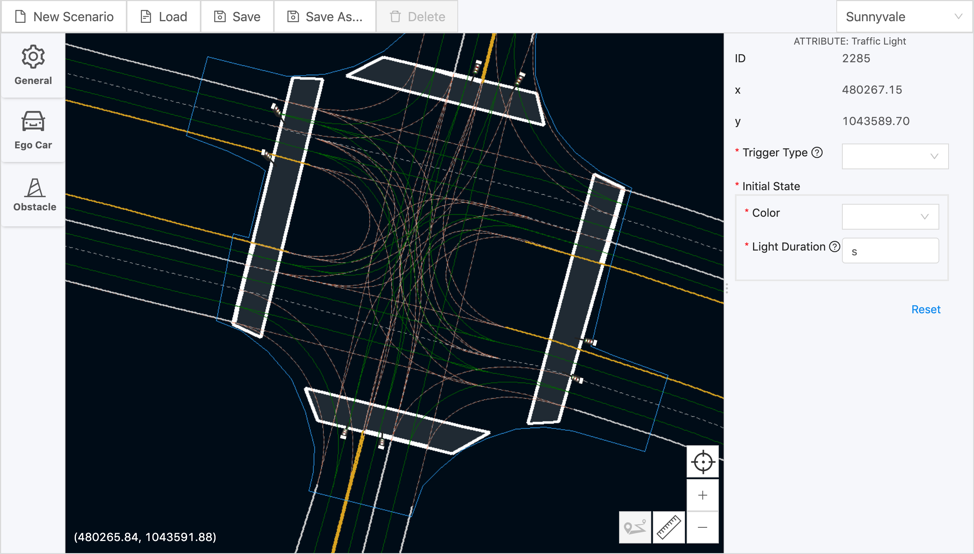 New Scenario Load Save Save As... Delete Sunnyvale
General
Ego Car
Obstacle
(480265.84, 1043591.88)
ATTRIBUTE: Traffic Light
ID 2285
x 480267.15
y 1043589.70
* Trigger Type ?
* Initial State
* Color
* Light Duration ? s
Reset